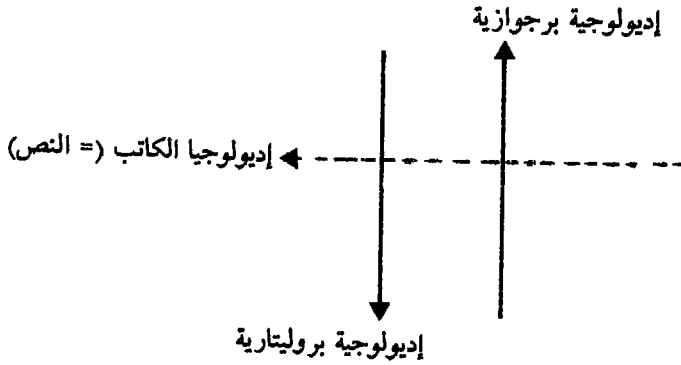 إديولوجية برجوازية
إديولوجيا الكاتب (= النص)
إديولوجية بروليتارية